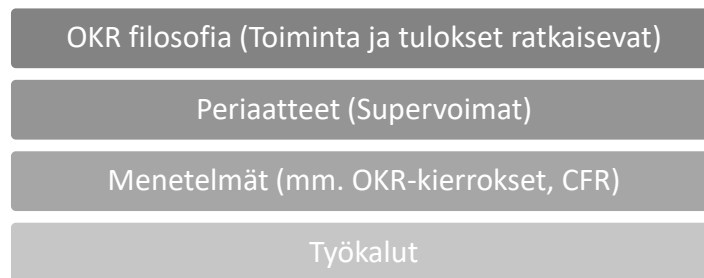 OKR filosofia (Toiminta ja tulokset ratkaisevat)
Periaatteet (Supervoimat)
Menetelmät (mm. OKR-kierrokset, CFR)
Työkalut